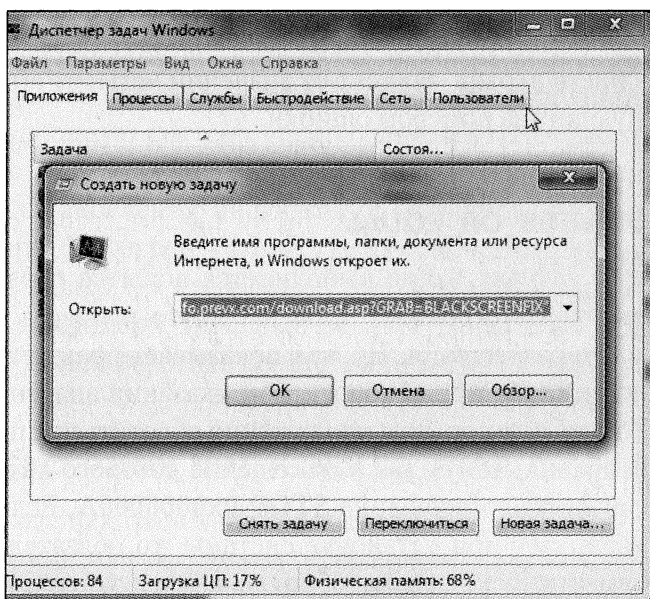 Диспетчер задач Windows
Файл Параметры Вид Окна Справка
Приложения Процессы Службы Быстродействие Сеть Пользователи
Задача Состоя...
Создать новую задачу
Введите имя программы, папки, документа или ресурса
Интернета, и Windows откроет их.
Открыть: fo.prevx.com/download.asp?GRAB=BLACKSCREENFIX
ОК Отмена Обзор...
Снять задачу Переключиться Новая задача...
Процессов: 84 Загрузка ЦП: 17% Физическая память: 68%